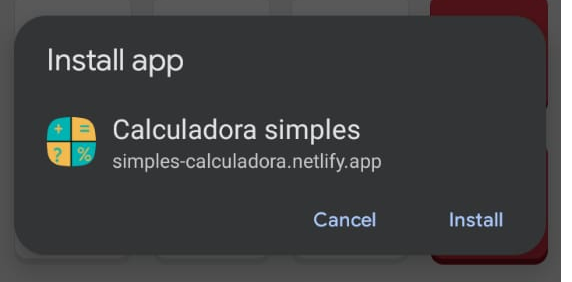 Install app
+ =
? %
Calculadora simples
simples-calculadora.netlify.app
Cancel Install